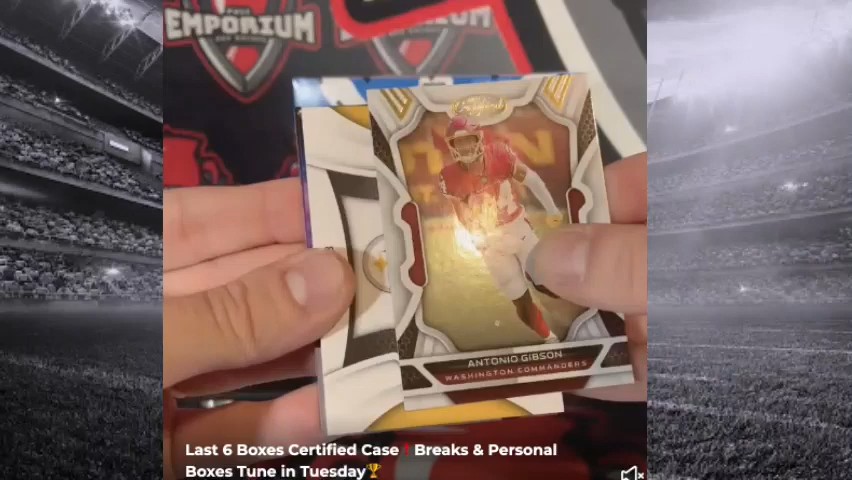 EMPORIUM
Certified
ANTONIO GIBSON
WASHINGTON COMMANDERS
Last 6 Boxes Certified Case❗Breaks & Personal
Boxes Tune in Tuesday🏆